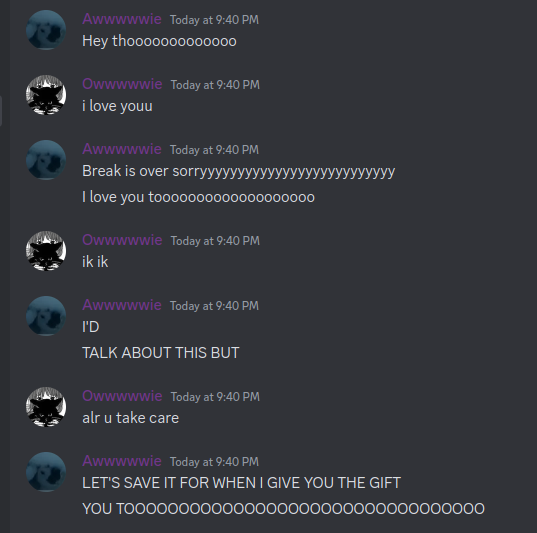 Awwwwwie Today at 9:40 PM
Hey thooooooooooooo
Owwwwwie Today at 9:40 PM
i love youu
Awwwwwie Today at 9:40 PM
Break is over sorryyyyyyyyyyyyyyyyyyyyyyyyyy
I love you toooooooooooooooooooo
Owwwwwie Today at 9:40 PM
ik ik
Awwwwwie Today at 9:40 PM
I'D
TALK ABOUT THIS BUT
Owwwwwie Today at 9:40 PM
alr u take care
Awwwwwie Today at 9:40 PM
LET'S SAVE IT FOR WHEN I GIVE YOU THE GIFT
YOU TOOOOOOOOOOOOOOOOOOOOOOOOOOOOOOOOO